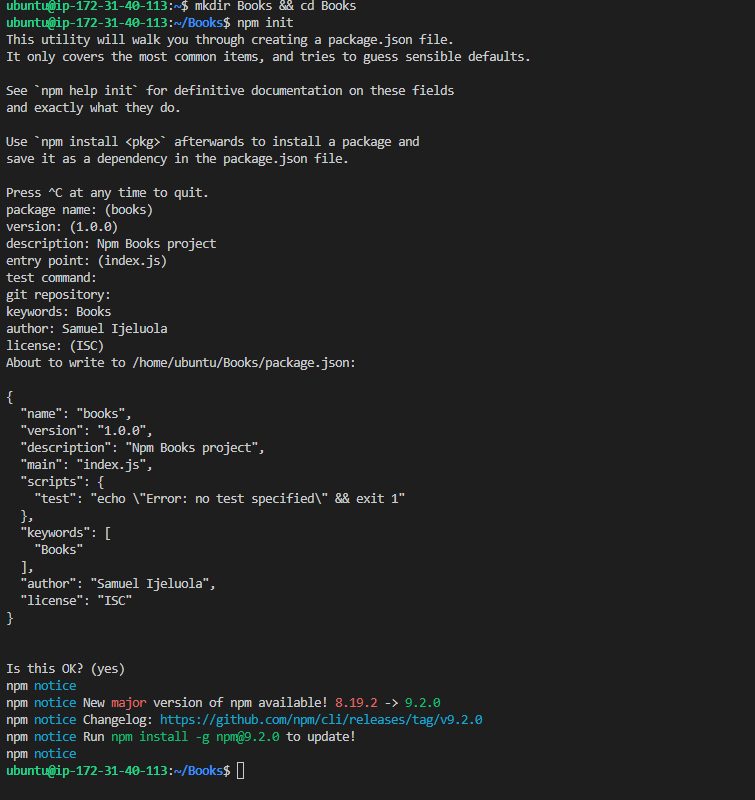 ubuntu@ip-172-31-40-113:~$ mkdir Books && cd Books
ubuntu@ip-172-31-40-113:~/Books$ npm init
This utility will walk you through creating a package.json file.
It only covers the most common items, and tries to guess sensible defaults.

See `npm help init` for definitive documentation on these fields
and exactly what they do.

Use `npm install <pkg>` afterwards to install a package and
save it as a dependency in the package.json file.

Press ^C at any time to quit.
package name: (books)
version: (1.0.0)
description: Npm Books project
entry point: (index.js)
test command:
git repository:
keywords: Books
author: Samuel Ijeluola
license: (ISC)
About to write to /home/ubuntu/Books/package.json:

{
  "name": "books",
  "version": "1.0.0",
  "description": "Npm Books project",
  "main": "index.js",
  "scripts": {
    "test": "echo \"Error: no test specified\" && exit 1"
  },
  "keywords": [
    "Books"
  ],
  "author": "Samuel Ijeluola",
  "license": "ISC"
}

Is this OK? (yes)
npm notice
npm notice New major version of npm available! 8.19.2 -> 9.2.0
npm notice Changelog: https://github.com/npm/cli/releases/tag/v9.2.0
npm notice Run npm install -g npm@9.2.0 to update!
npm notice
ubuntu@ip-172-31-40-113:~/Books$